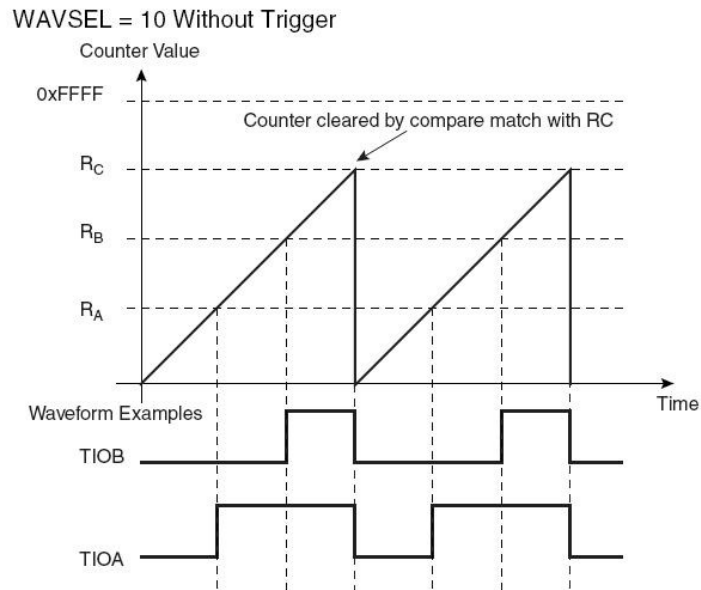 WAVSEL = 10 Without Trigger
Counter Value
0xFFFF
Counter cleared by compare match with RC
RC
RB
RA
Time
Waveform Examples
TIOB
TIOA